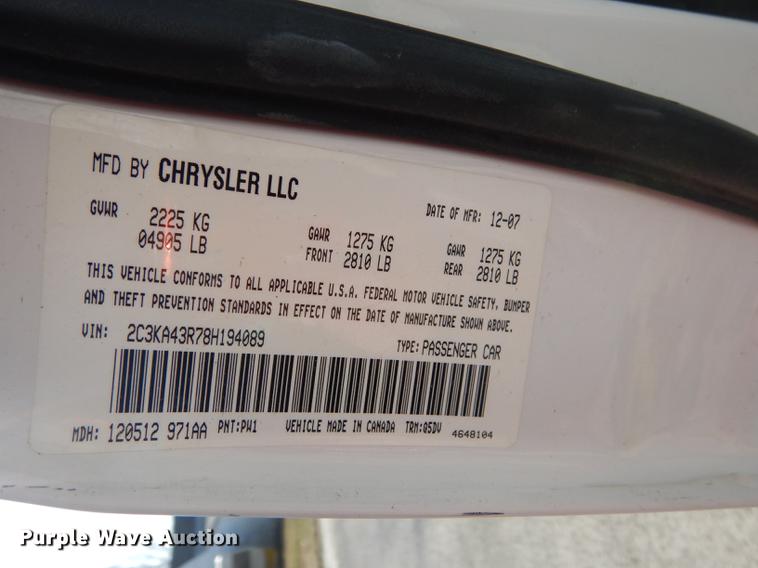 MFD BY CHRYSLER LLC
DATE OF MFR: 12-07
GVWR 2225 KG
04905 LB
GAWR 1275 KG
FRONT 2810 LB
GAWR 1275 KG
REAR 2810 LB
THIS VEHICLE CONFORMS TO ALL APPLICABLE U.S.A. FEDERAL MOTOR VEHICLE SAFETY, BUMPER
AND THEFT PREVENTION STANDARDS IN EFFECT ON THE DATE OF MANUFACTURE SHOWN ABOVE.
VIN: 2C3KA43R78H194089 TYPE: PASSENGER CAR
MDH: 120512 971AA PNT:PW1 VEHICLE MADE IN CANADA TRM:Q5DV 4648104
Purple Wave Auction